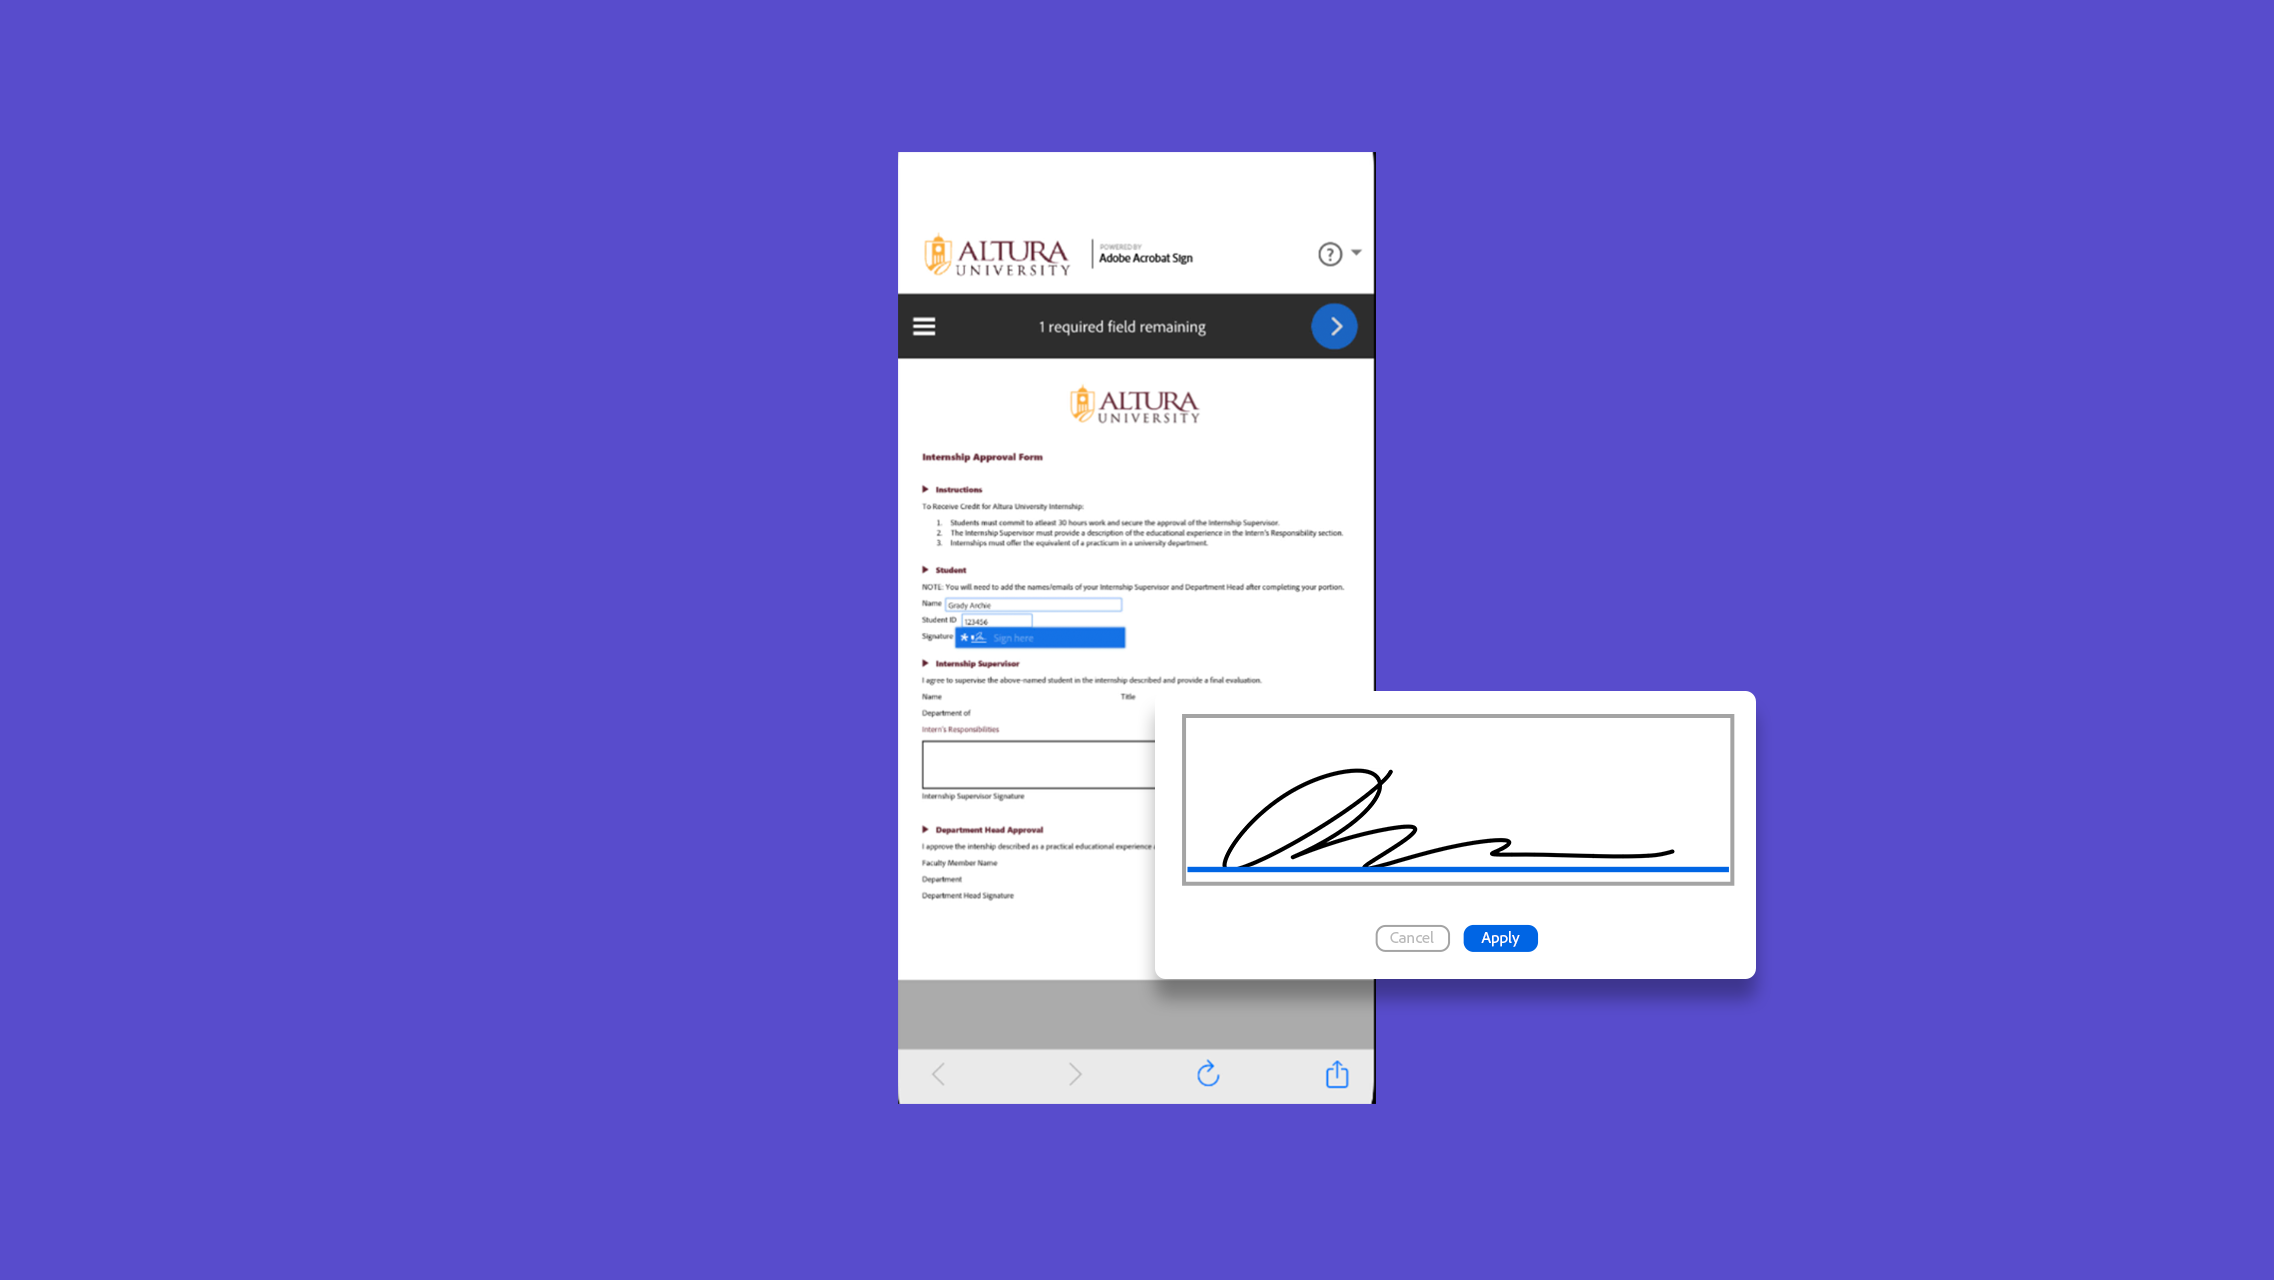 ALTURA
UNIVERSITY
POWERED BY
Adobe Acrobat Sign
?
1 required field remaining
ALTURA
UNIVERSITY
Internship Approval Form
Instructions
To Receive Credit for Altura University Internship:
1. Students must commit to atleast 30 hours work and secure the approval of the Internship Supervisor.
2. The Internship Supervisor must provide a description of the educational experience in the Intern's Responsibility section.
3. Internships must offer the equivalent of a practicum in a university department.
Student
NOTE: You will need to add the names/emails of your Internship Supervisor and Department Head after completing your portion.
Name Grady Archie
Student ID 123456
Signature * Sign here
Internship Supervisor
I agree to supervise the above-named student in the internship described and provide a final evaluation.
Name Title
Department of
Intern's Responsibilities
Internship Supervisor Signature
Department Head Approval
I approve the intership described as a practical educational experience
Faculty Member Name
Department
Department Head Signature
Cancel Apply